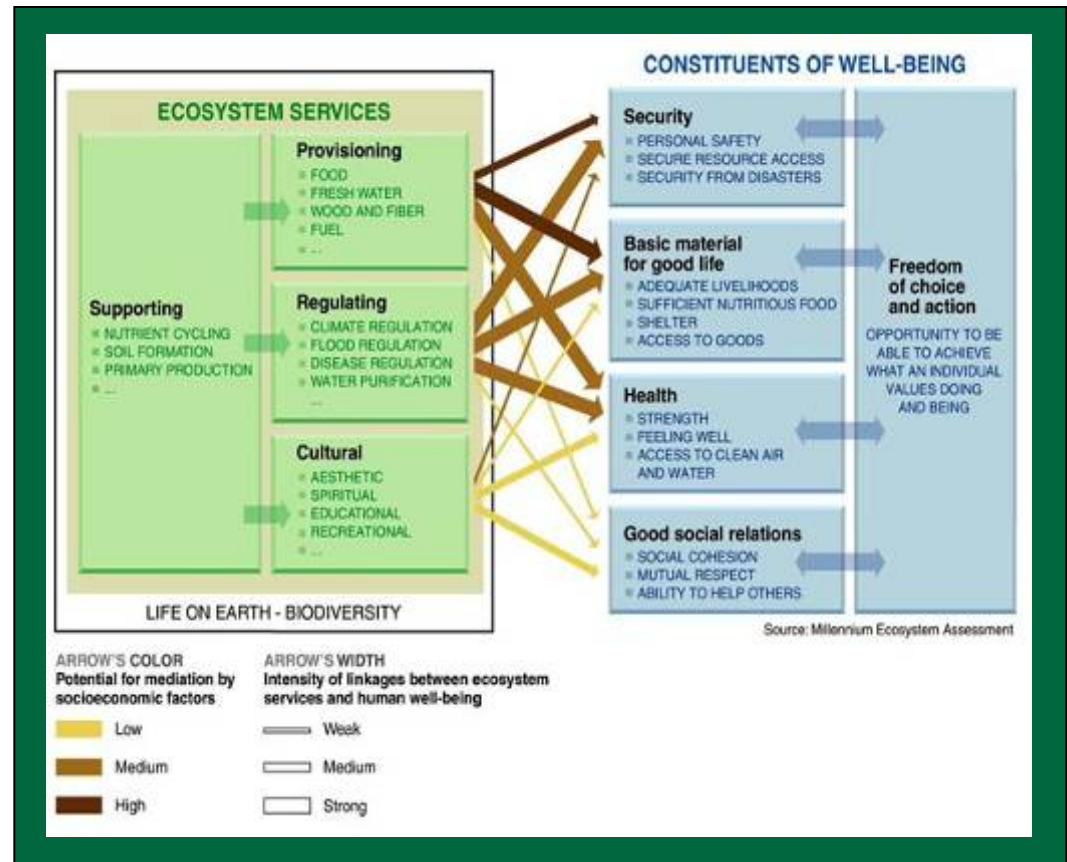 CONSTITUENTS OF WELL-BEING
ECOSYSTEM SERVICES
Supporting
NUTRIENT CYCLING
SOIL FORMATION
PRIMARY PRODUCTION
...
Provisioning
FOOD
FRESH WATER
WOOD AND FIBER
FUEL
...
Regulating
CLIMATE REGULATION
FLOOD REGULATION
DISEASE REGULATION
WATER PURIFICATION
...
Cultural
AESTHETIC
SPIRITUAL
EDUCATIONAL
RECREATIONAL
...
LIFE ON EARTH - BIODIVERSITY
Security
PERSONAL SAFETY
SECURE RESOURCE ACCESS
SECURITY FROM DISASTERS
Basic material
for good life
ADEQUATE LIVELIHOODS
SUFFICIENT NUTRITIOUS FOOD
SHELTER
ACCESS TO GOODS
Health
STRENGTH
FEELING WELL
ACCESS TO CLEAN AIR
AND WATER
Good social relations
SOCIAL COHESION
MUTUAL RESPECT
ABILITY TO HELP OTHERS
Freedom
of choice
and action
OPPORTUNITY TO BE
ABLE TO ACHIEVE
WHAT AN INDIVIDUAL
VALUES DOING
AND BEING
Source: Millennium Ecosystem Assessment
ARROW'S COLOR
Potential for mediation by
socioeconomic factors
Low
Medium
High
ARROW'S WIDTH
Intensity of linkages between ecosystem
services and human well-being
Weak
Medium
Strong